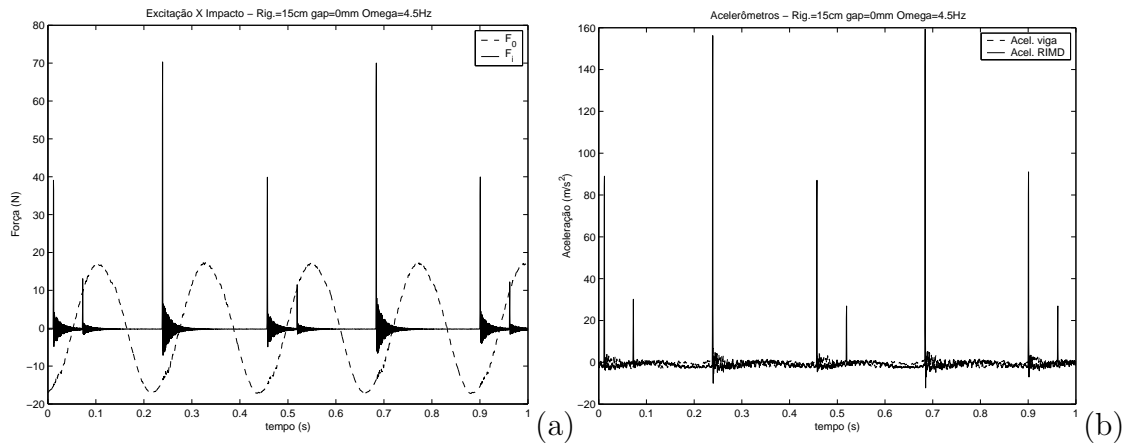 Excitação X Impacto − Rig.=15cm gap=0mm Omega=4.5Hz
80
70
60
50
40
30
20
10
0
−10
−20
Força (N)
F0
Fi
0 0.1 0.2 0.3 0.4 0.5 0.6 0.7 0.8 0.9 1
tempo (s)
(a)
Acelerômetros − Rig.=15cm gap=0mm Omega=4.5Hz
160
140
120
100
80
60
40
20
0
−20
Aceleração (m/s²)
Acel. viga
Acel. RIMD
0 0.1 0.2 0.3 0.4 0.5 0.6 0.7 0.8 0.9 1
tempo (s)
(b)